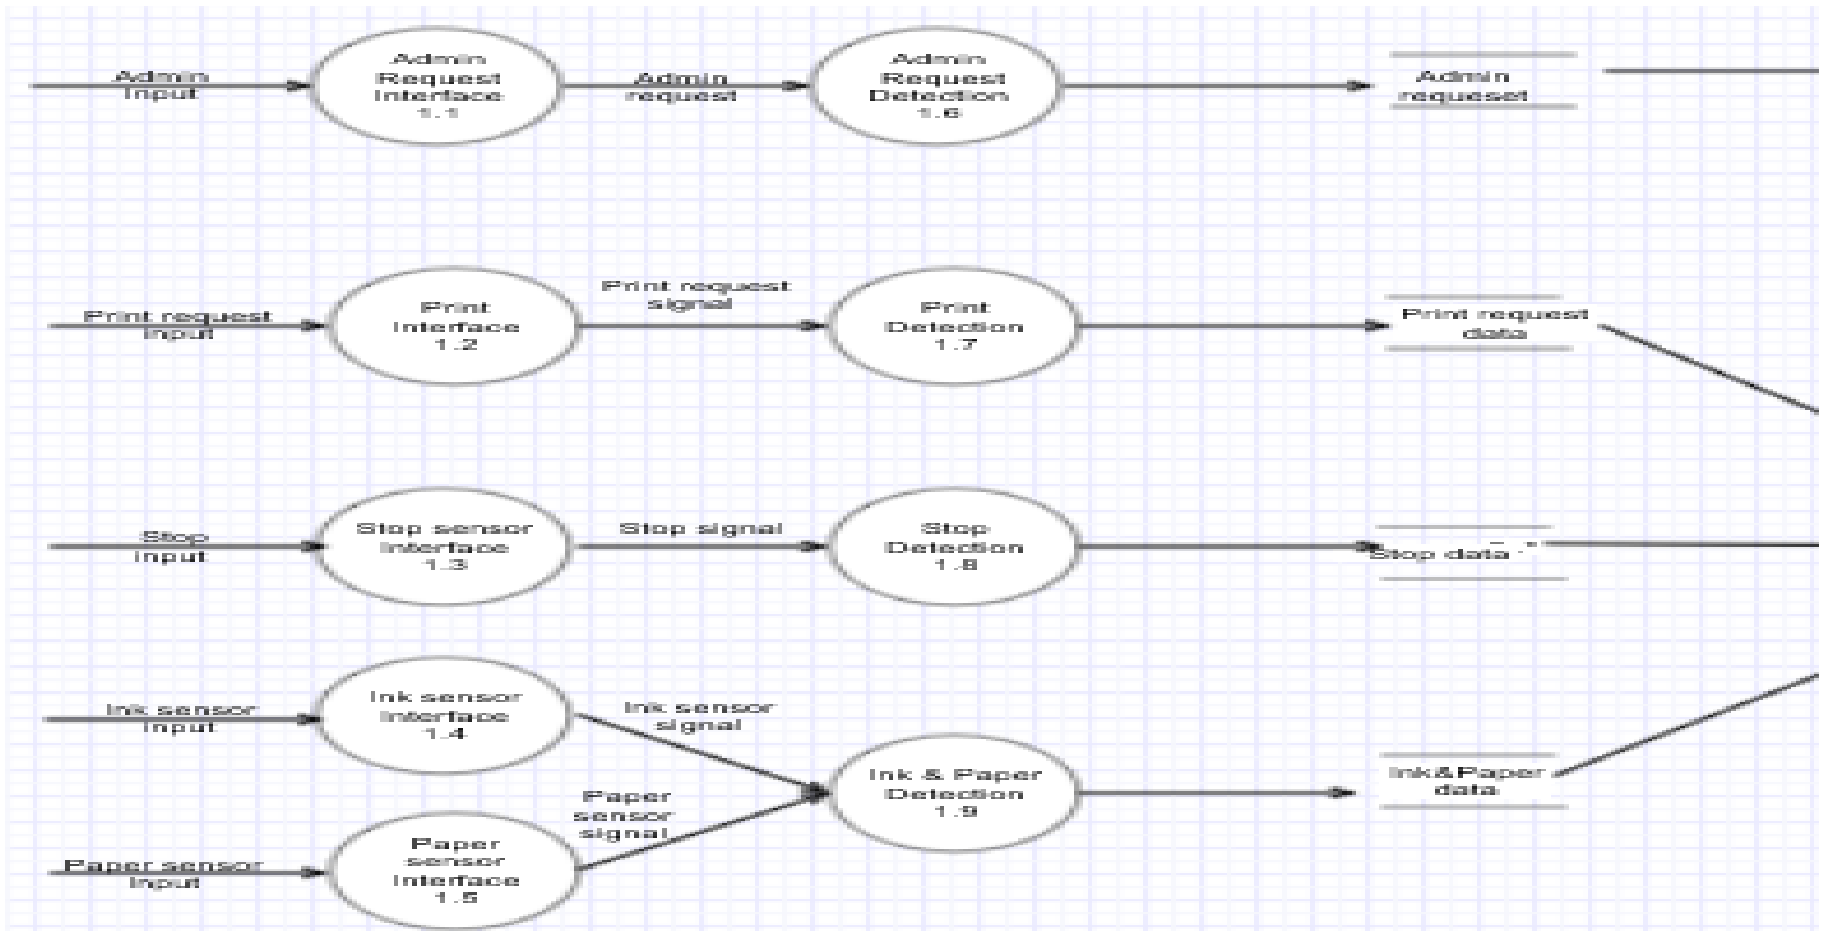 Admin
Input
Admin
Request
Interface
1.1
Admin
request
Admin
Request
Detection
1.6
Admin
requeset
Print request
input
Print
Interface
1.2
Print request
signal
Print
Detection
1.7
Print request
data
Stop
input
Stop sensor
Interface
1.3
Stop signal
Stop
Detection
1.8
Stop data
Ink sensor
input
Ink sensor
Interface
1.4
Ink sensor
signal
Paper sensor
Input
Paper
sensor
Interface
1.5
Paper
sensor
signal
Ink & Paper
Detection
1.9
Ink&Paper
data